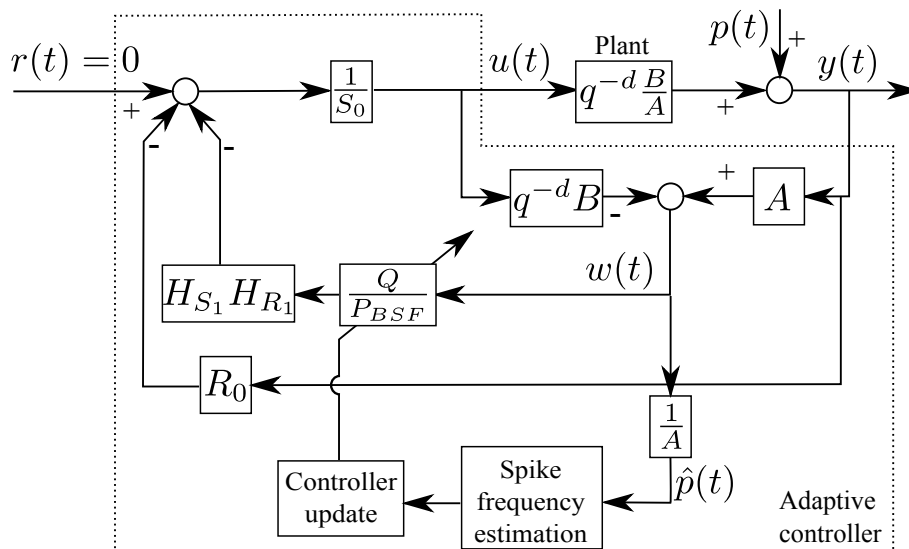 r(t) = 0
+
-
-
1/S_0
u(t)
Plant
q^{-d} B/A
+
p(t)
+
y(t)
q^{-d}B
-
+
A
w(t)
H_{S_1}H_{R_1}
Q/P_{BSF}
R_0
1/A
p̂(t)
Controller
update
Spike
frequency
estimation
Adaptive
controller